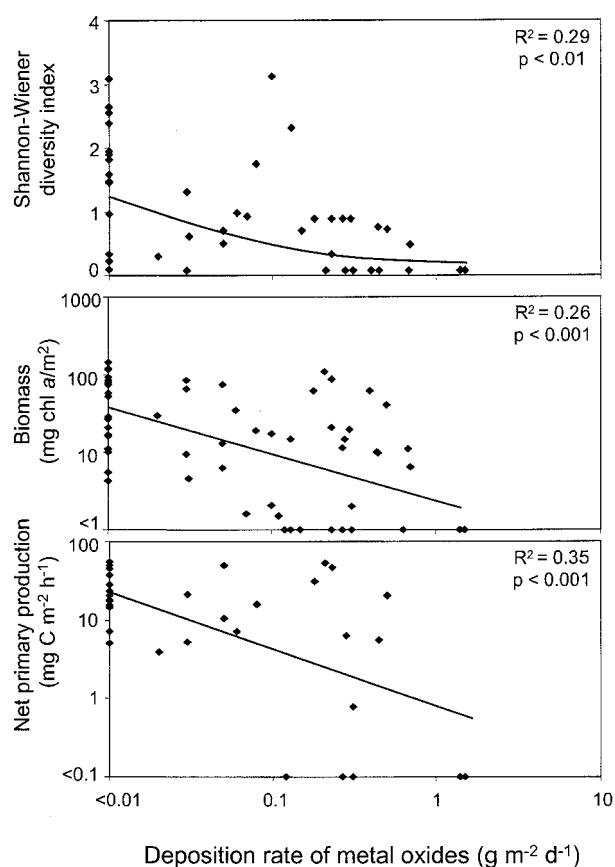 4
3
2
1
0
Shannon-Wiener
diversity index
R² = 0.29
p < 0.01
1000
100
10
<1
Biomass
(mg chl a/m²)
R² = 0.26
p < 0.001
100
10
1
<0.1
Net primary production
(mg C m⁻² h⁻¹)
R² = 0.35
p < 0.001
<0.01
0.1
1
10
Deposition rate of metal oxides (g m⁻² d⁻¹)